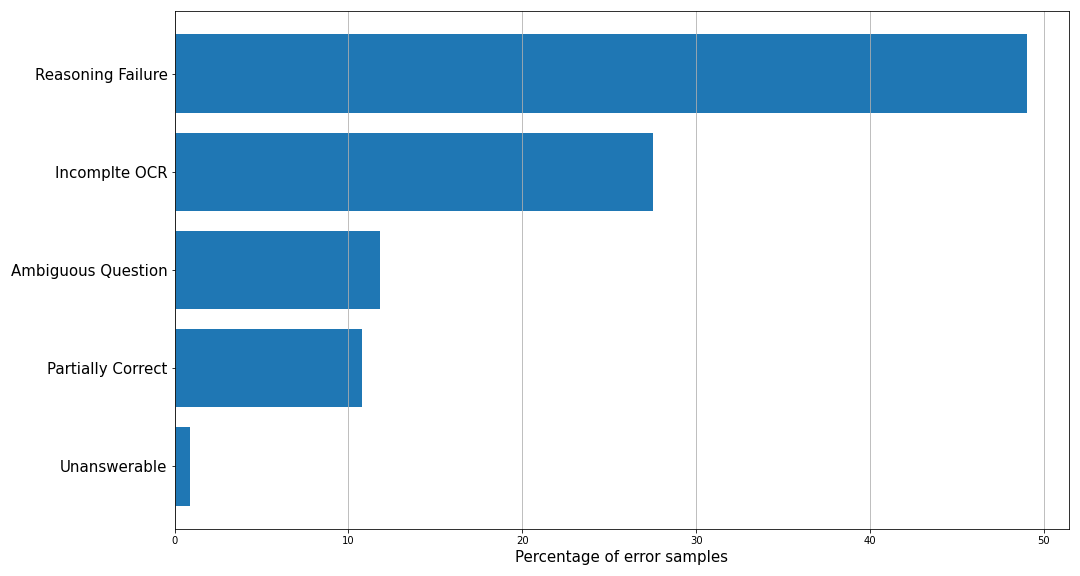 Reasoning Failure
Incomplte OCR
Ambiguous Question
Partially Correct
Unanswerable
0 10 20 30 40 50
Percentage of error samples